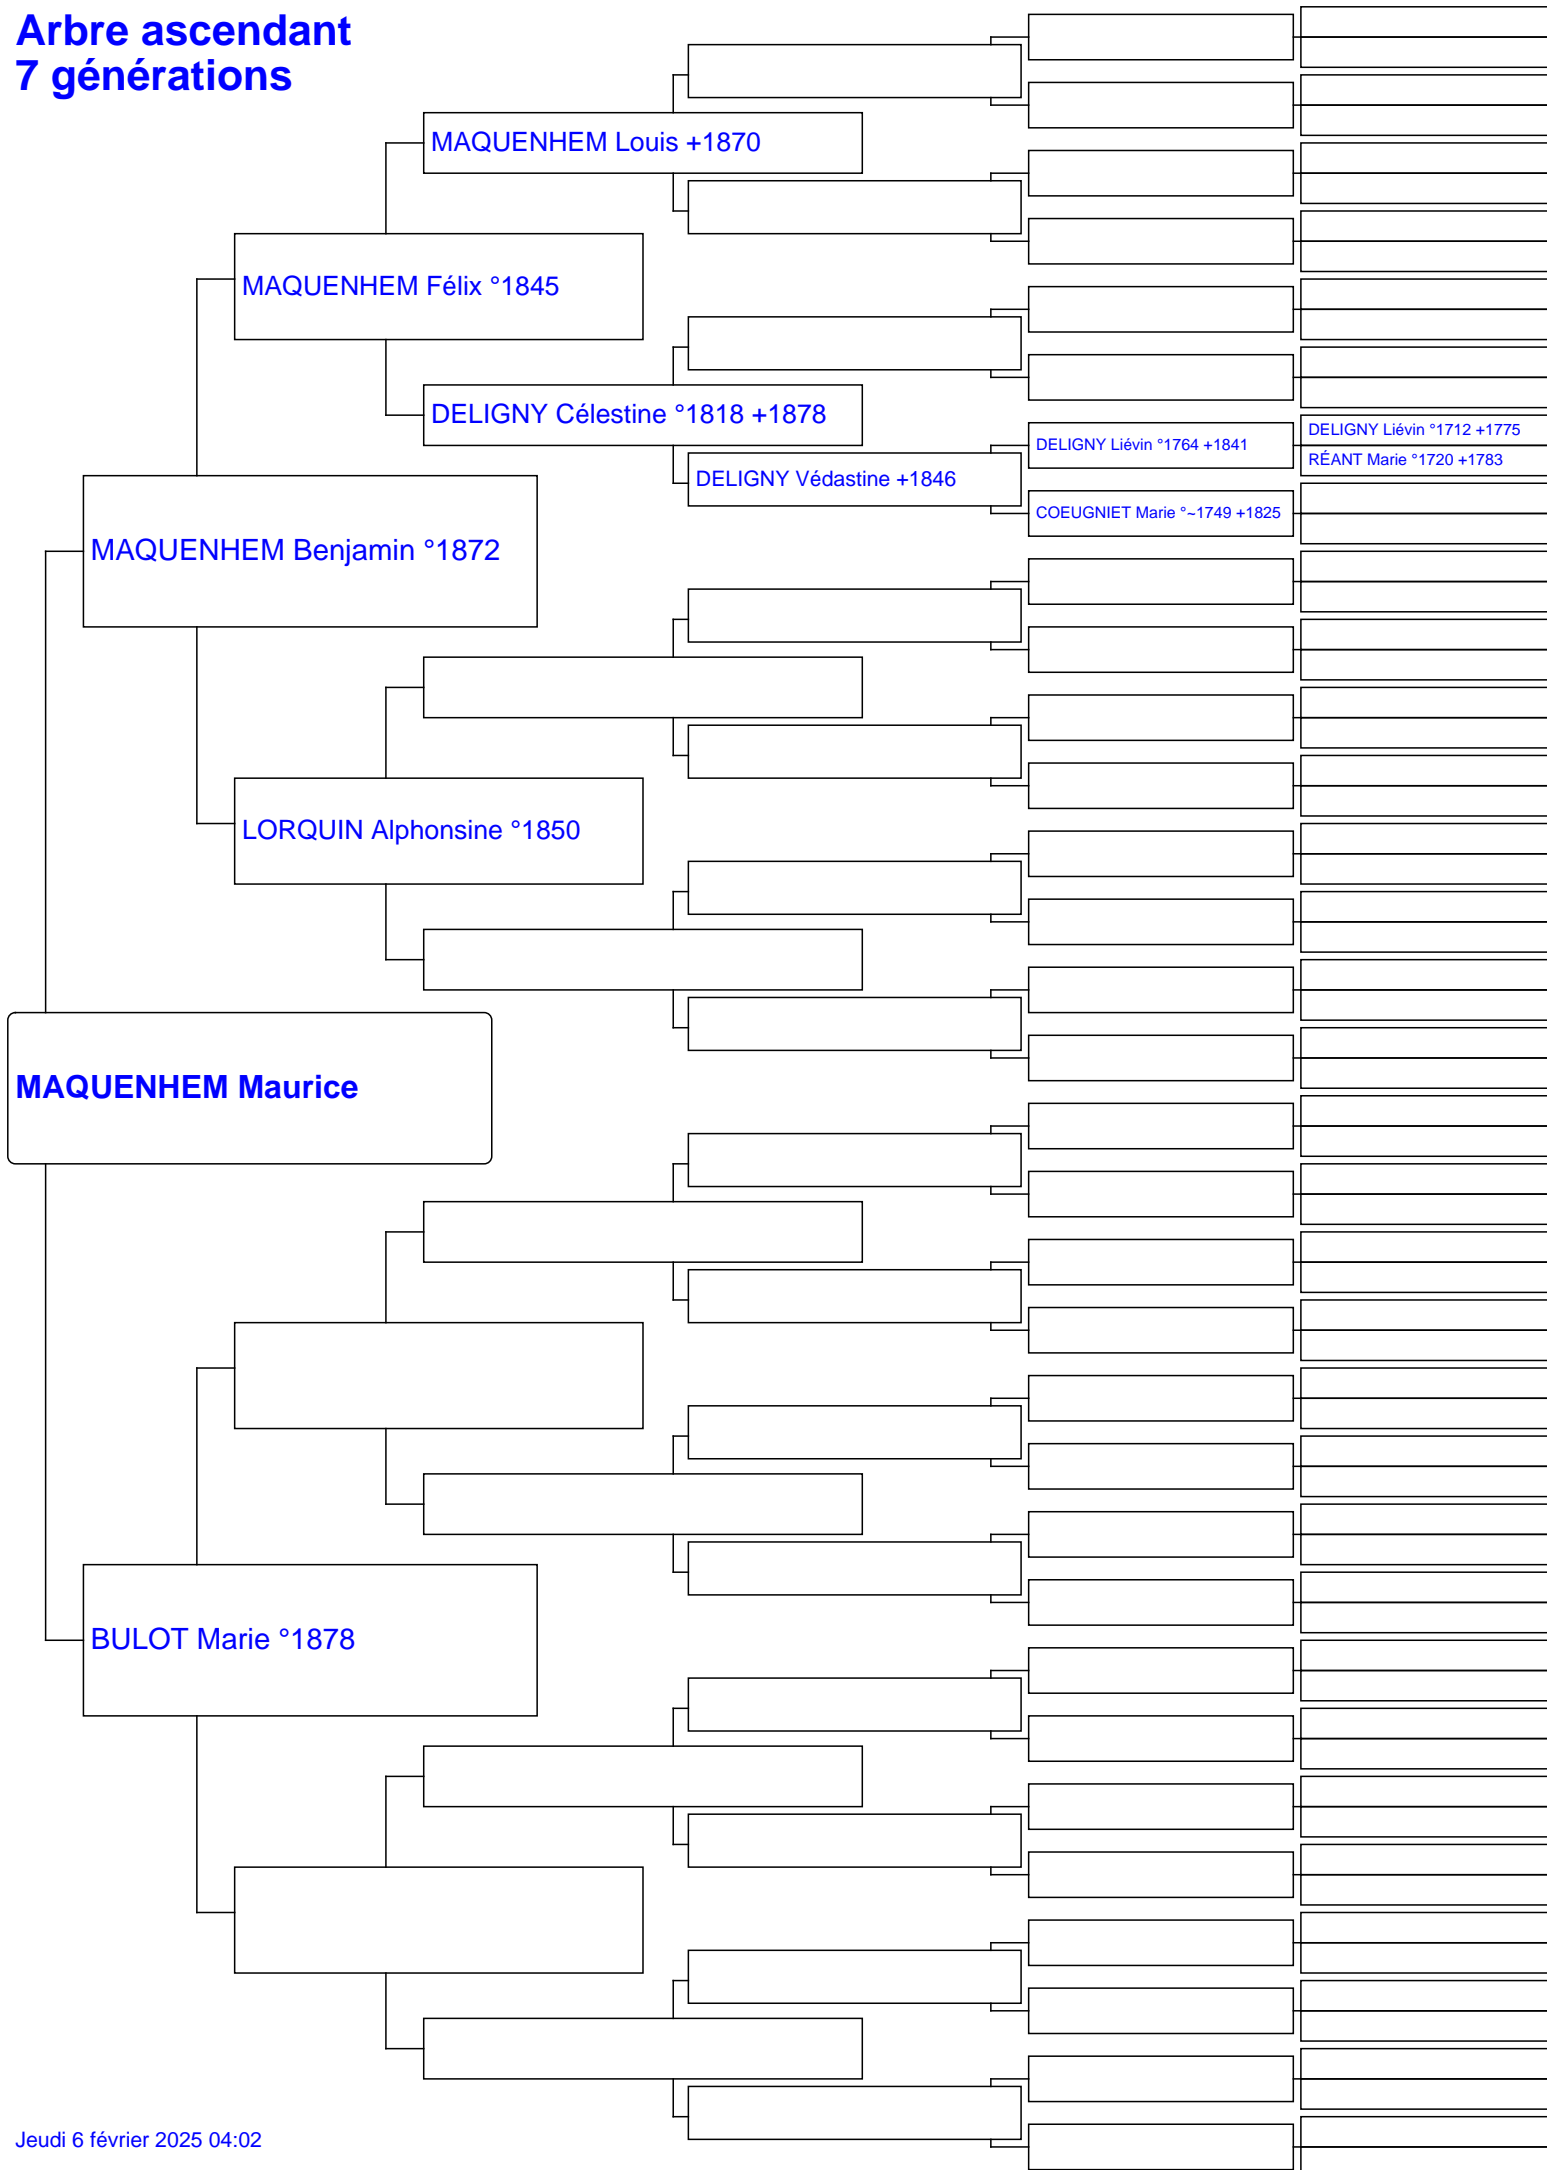 Arbre ascendant
7 générations
MAQUENHEM Louis +1870
MAQUENHEM Félix °1845
DELIGNY Célestine °1818 +1878
DELIGNY Liévin °1712 +1775
DELIGNY Liévin °1764 +1841
RÉANT Marie °1720 +1783
DELIGNY Védastine +1846
COEUGNIET Marie °~1749 +1825
MAQUENHEM Benjamin °1872
LORQUIN Alphonsine °1850
MAQUENHEM Maurice
BULOT Marie °1878
Jeudi 6 février 2025 04:02